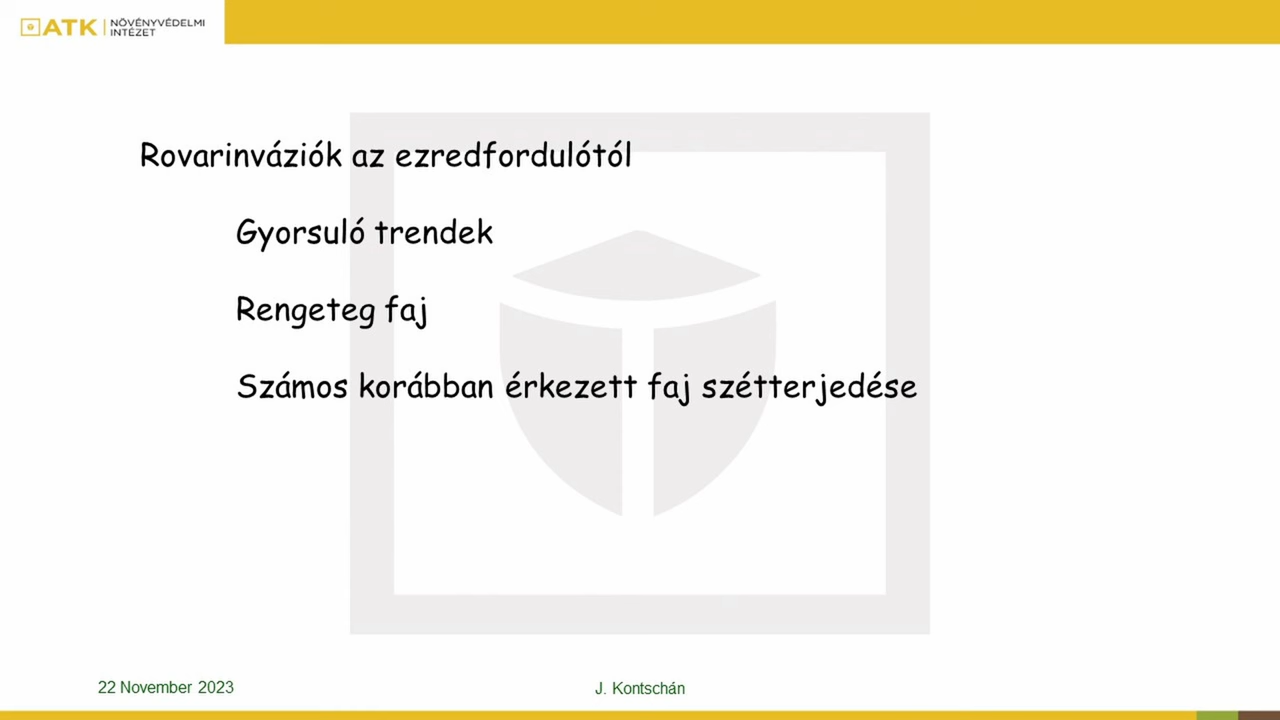 ATK NÖVÉNYVÉDELMI
INTÉZET
Rovarinváziók az ezredfordulótól
Gyorsuló trendek
Rengeteg faj
Számos korábban érkezett faj szétterjedése
22 November 2023
J. Kontschán